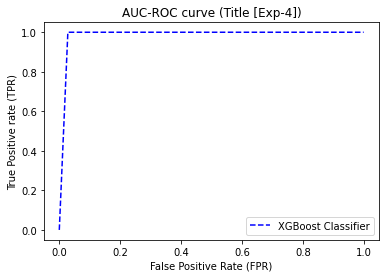 AUC-ROC curve (Title [Exp-4])
1.0
0.8
0.6
0.4
0.2
0.0
True Positive rate (TPR)
XGBoost Classifier
0.0 0.2 0.4 0.6 0.8 1.0
False Positive Rate (FPR)